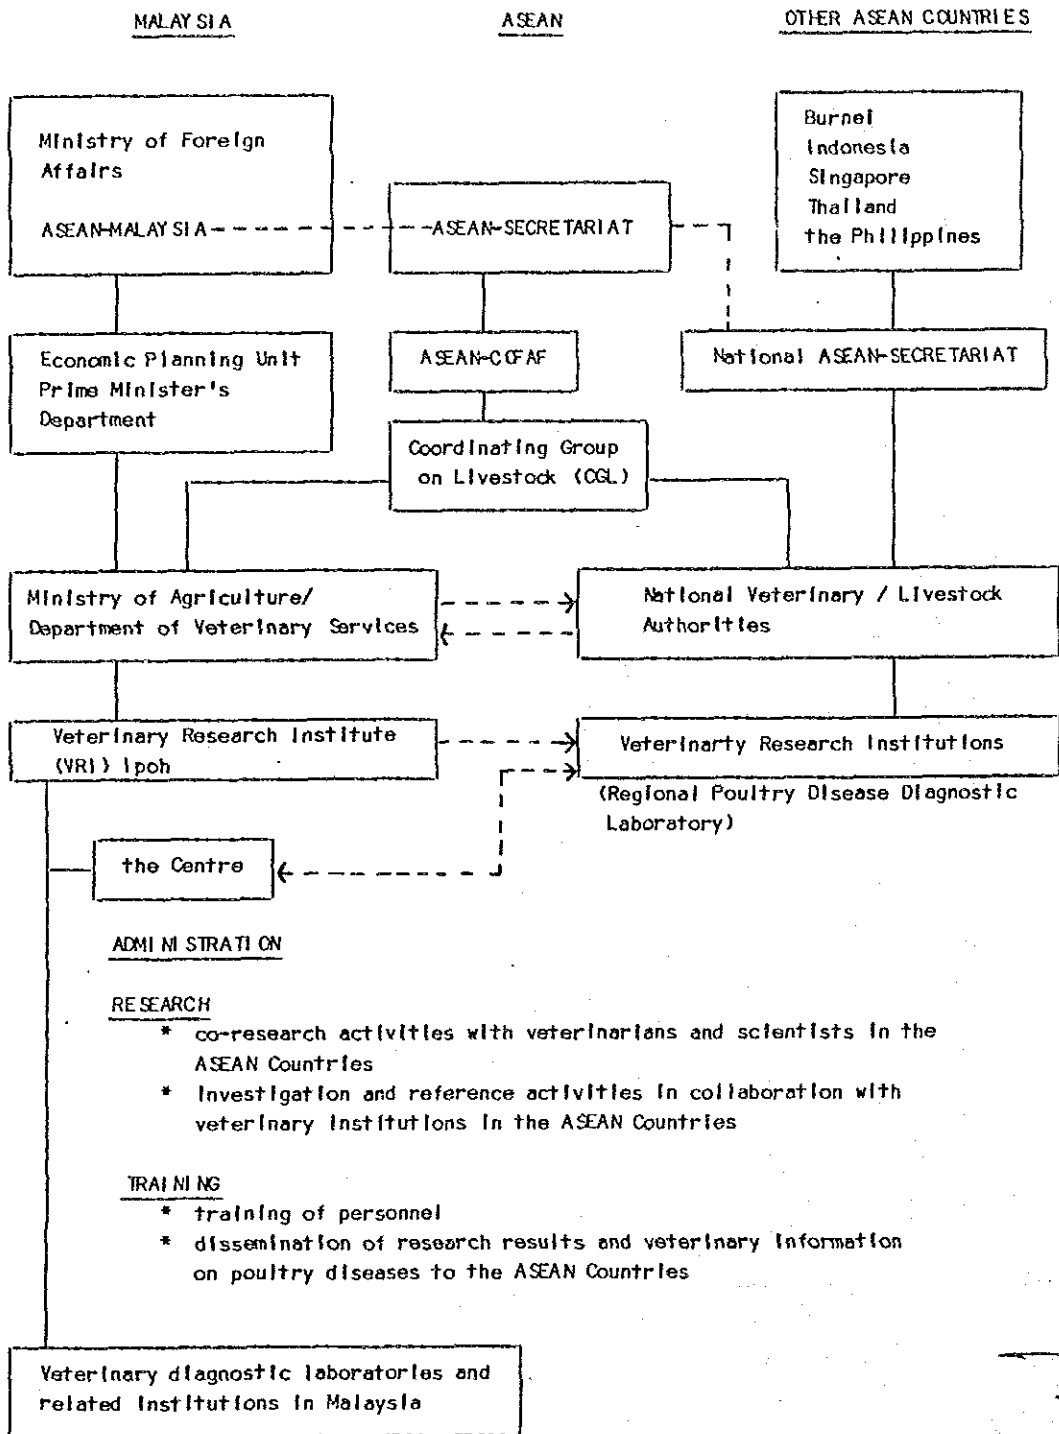 MALAYSIA
ASEAN
OTHER ASEAN COUNTRIES
Ministry of Foreign
Affairs
ASEAN-MALAYSIA
ASEAN-SECRETARIAT
Burnei
Indonesia
Singapore
Thailand
the Philippines
Economic Planning Unit
Prime Minister's
Department
ASEAN-COFAF
National ASEAN-SECRETARIAT
Coordinating Group
on Livestock (CGL)
Ministry of Agriculture/
Department of Veterinary Services
National Veterinary / Livestock
Authorities
Veterinary Research Institute
(VRI) Ipoh
Veterinarty Research Institutions
(Regional Poultry Disease Diagnostic
Laboratory)
the Centre
ADMINISTRATION
RESEARCH
* co-research activities with veterinarians and scientists in the
ASEAN Countries
* Investigation and reference activities in collaboration with
veterinary institutions in the ASEAN Countries
TRAINING
* training of personnel
* dissemination of research results and veterinary information
on poultry diseases to the ASEAN Countries
Veterinary diagnostic laboratories and
related institutions in Malaysia